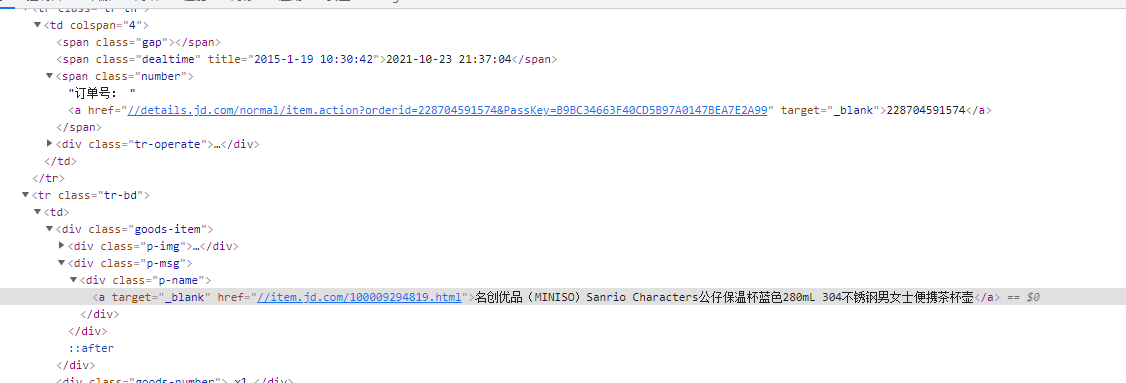 <td colspan="4">
<span class="gap"></span>
<span class="dealtime" title="2015-1-19 10:30:42">2021-10-23 21:37:04</span>
<span class="number">
"订单号： "
<a href="//details.jd.com/normal/item.action?orderid=228704591574&PassKey=B9BC34663F40CD5B97A0147BEA7E2A99" target="_blank">228704591574</a>
</span>
<div class="tr-operate">…</div>
</td>
</tr>
<tr class="tr-bd">
<td>
<div class="goods-item">
<div class="p-img">…</div>
<div class="p-msg">
<div class="p-name">
<a target="_blank" href="//item.jd.com/100009294819.html">名创优品（MINISO）Sanrio Characters公仔保温杯蓝色280mL 304不锈钢男女士便携茶杯壶</a> == $0
</div>
</div>
::after
</div>
<div class="goods-number"> x1 </div>